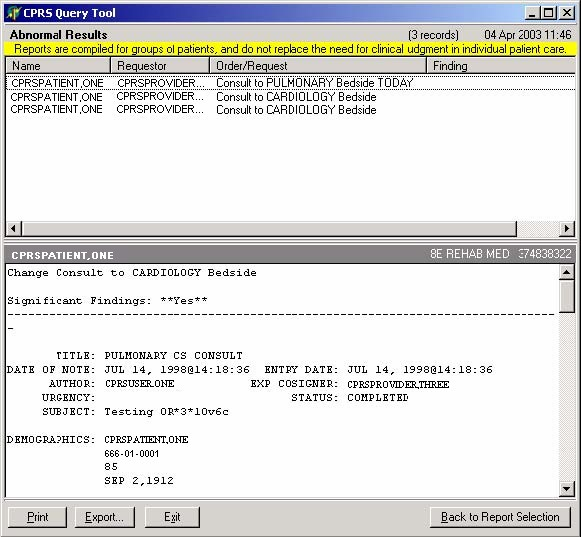 CPRS Query Tool
Abnormal Results (3 records) 04 Apr 2003 11:46
Reports are compiled for groups of patients, and do not replace the need for clinical judgment in individual patient care.
Name Requestor Order/Request Finding
CPRSPATIENT,ONE CPRSPROVIDER... Consult to PULMONARY Bedside TODAY
CPRSPATIENT,ONE CPRSPROVIDER... Consult to CARDIOLOGY Bedside
CPRSPATIENT,ONE CPRSPROVIDER... Consult to CARDIOLOGY Bedside
CPRSPATIENT,ONE 8E REHAB MED 374838322
Change Consult to CARDIOLOGY Bedside
Significant Findings: **Yes**
--------------------------------------------------------------------------------
TITLE: PULMONARY CS CONSULT
DATE OF NOTE: JUL 14, 1998@14:18:36 ENTRY DATE: JUL 14, 1998@14:18:36
AUTHOR: CPRSUSER,ONE EXP COSIGNER: CPRSPROVIDER,THREE
URGENCY: STATUS: COMPLETED
SUBJECT: Testing OR*3*10v6c
DEMOGRAPHICS: CPRSPATIENT,ONE
666-01-0001
85
SEP 2,1912
Print Export... Exit Back to Report Selection